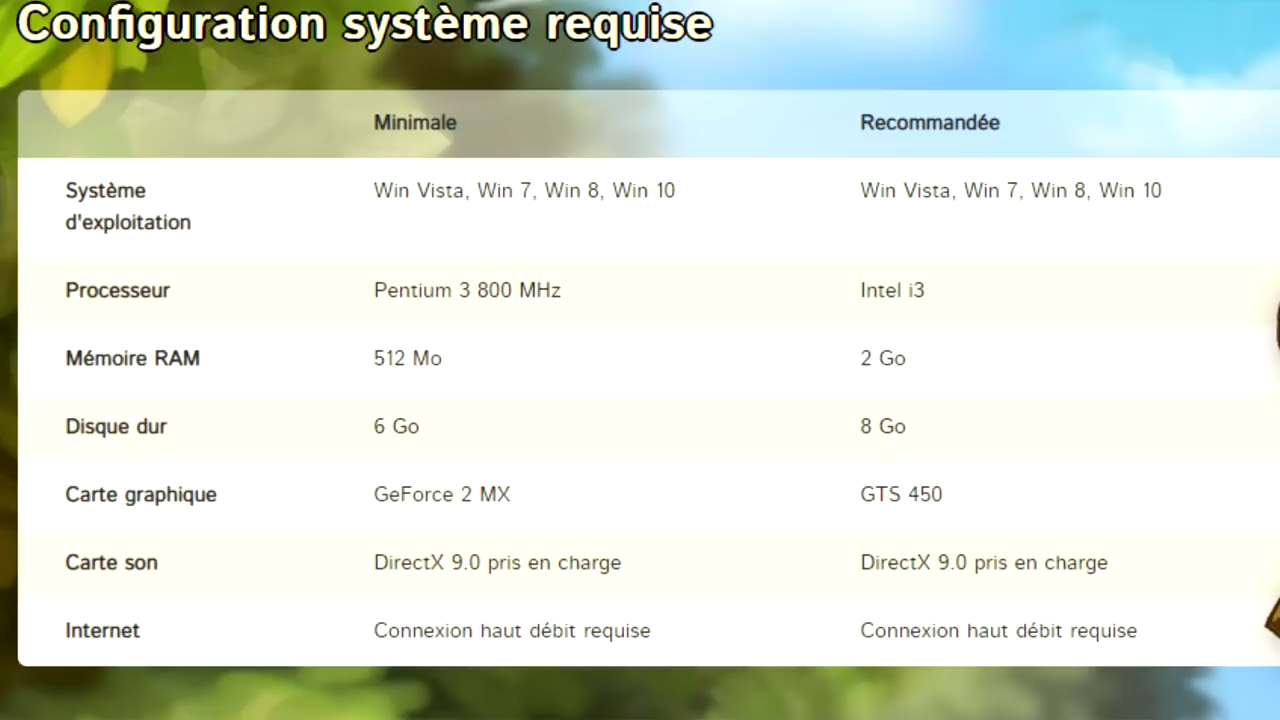 Configuration système requise
Minimale Recommandée
Système d'exploitation Win Vista, Win 7, Win 8, Win 10 Win Vista, Win 7, Win 8, Win 10
Processeur Pentium 3 800 MHz Intel i3
Mémoire RAM 512 Mo 2 Go
Disque dur 6 Go 8 Go
Carte graphique GeForce 2 MX GTS 450
Carte son DirectX 9.0 pris en charge DirectX 9.0 pris en charge
Internet Connexion haut débit requise Connexion haut débit requise